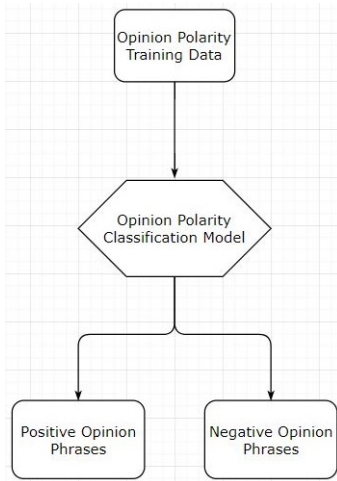 Opinion Polarity
Training Data
Opinion Polarity
Classification Model
Positive Opinion
Phrases
Negative Opinion
Phrases